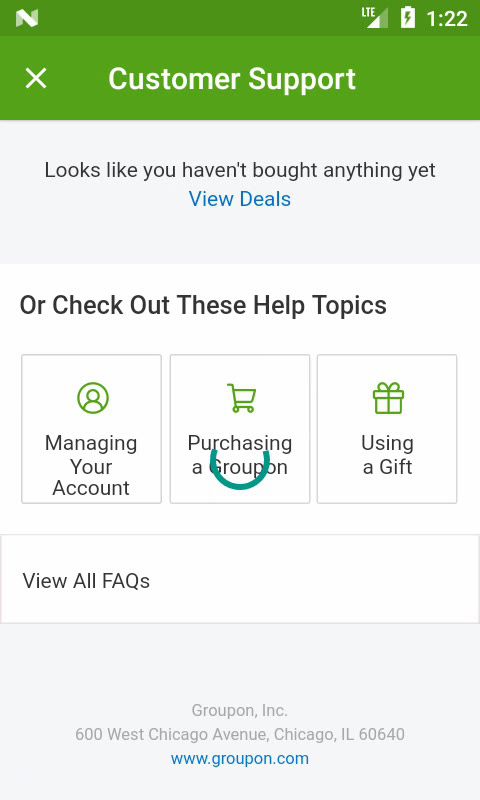 LTE 1:22
Customer Support
Looks like you haven't bought anything yet
View Deals
Or Check Out These Help Topics
Managing
Your
Account
Purchasing
a Groupon
Using
a Gift
View All FAQs
Groupon, Inc.
600 West Chicago Avenue, Chicago, IL 60640
www.groupon.com